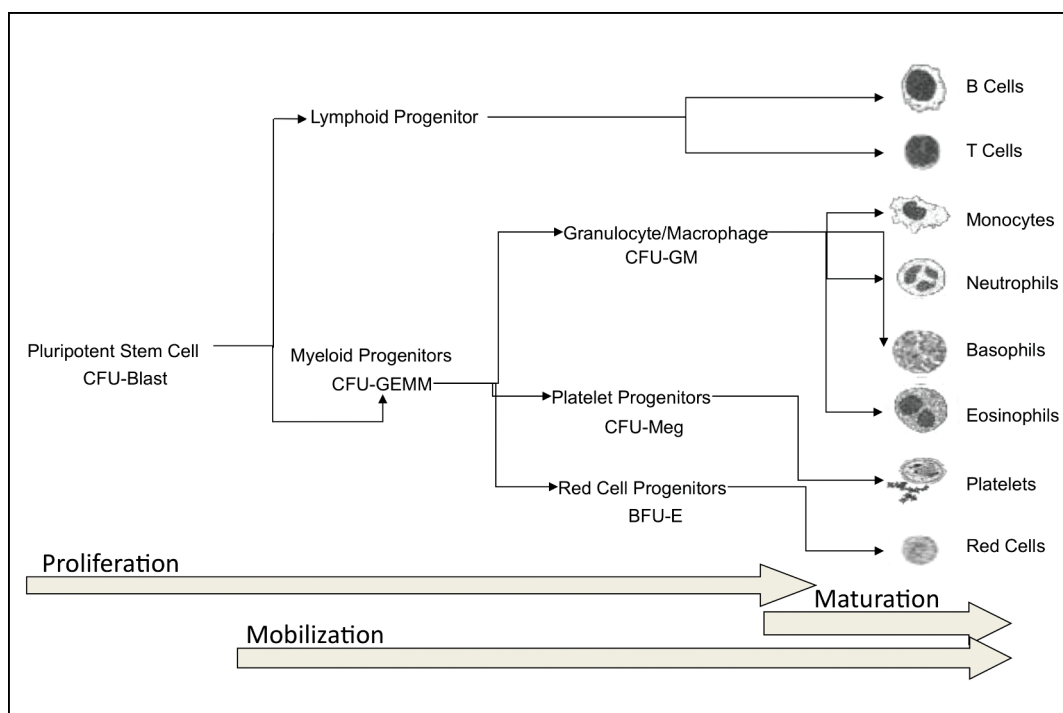 B Cells
Lymphoid Progenitor
T Cells
Monocytes
Granulocyte/Macrophage
CFU-GM
Neutrophils
Pluripotent Stem Cell
CFU-Blast
Myeloid Progenitors
CFU-GEMM
Basophils
Platelet Progenitors
CFU-Meg
Eosinophils
Red Cell Progenitors
BFU-E
Platelets
Red Cells
Proliferation
Maturation
Mobilization